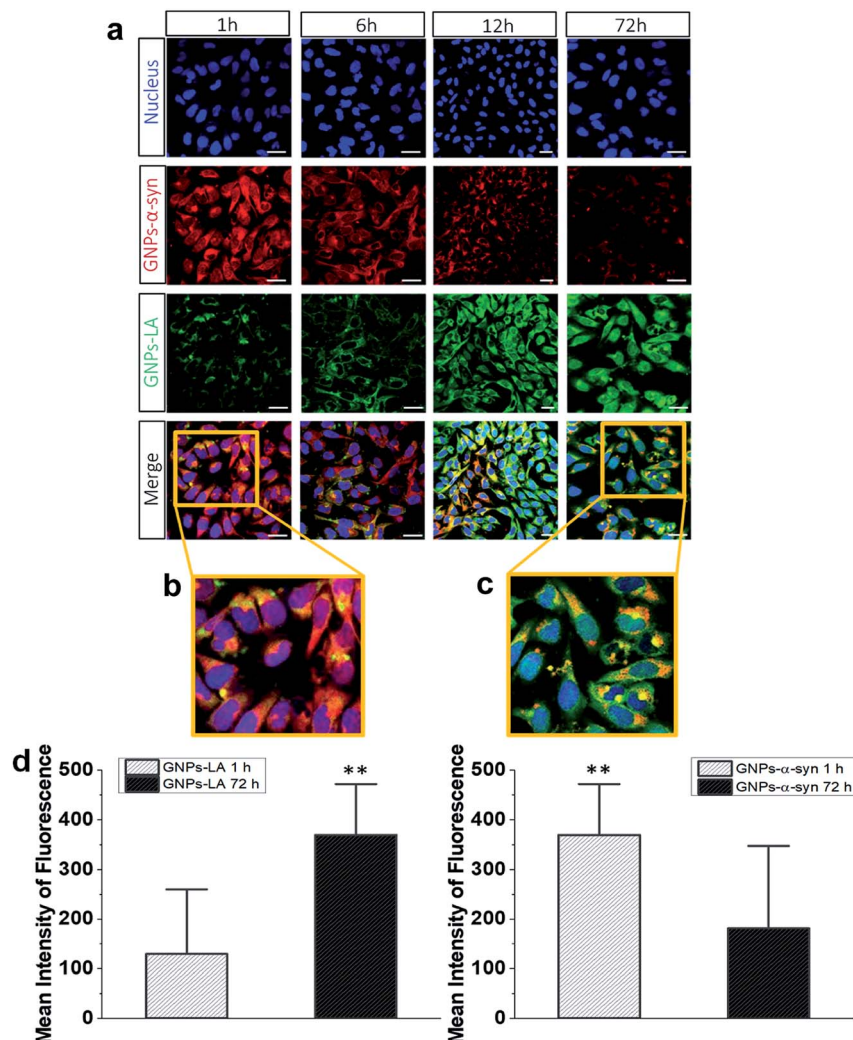 a
1h 6h 12h 72h
Nucleus
GNPs-α-syn
GNPs-LA
Merge
b
c
d
Mean Intensity of Fluorescence
500
400
300
200
100
0
GNPs-LA 1 h
GNPs-LA 72 h
**
Mean Intensity of Fluorescence
500
400
300
200
100
0
**
GNPs-α-syn 1 h
GNPs-α-syn 72 h